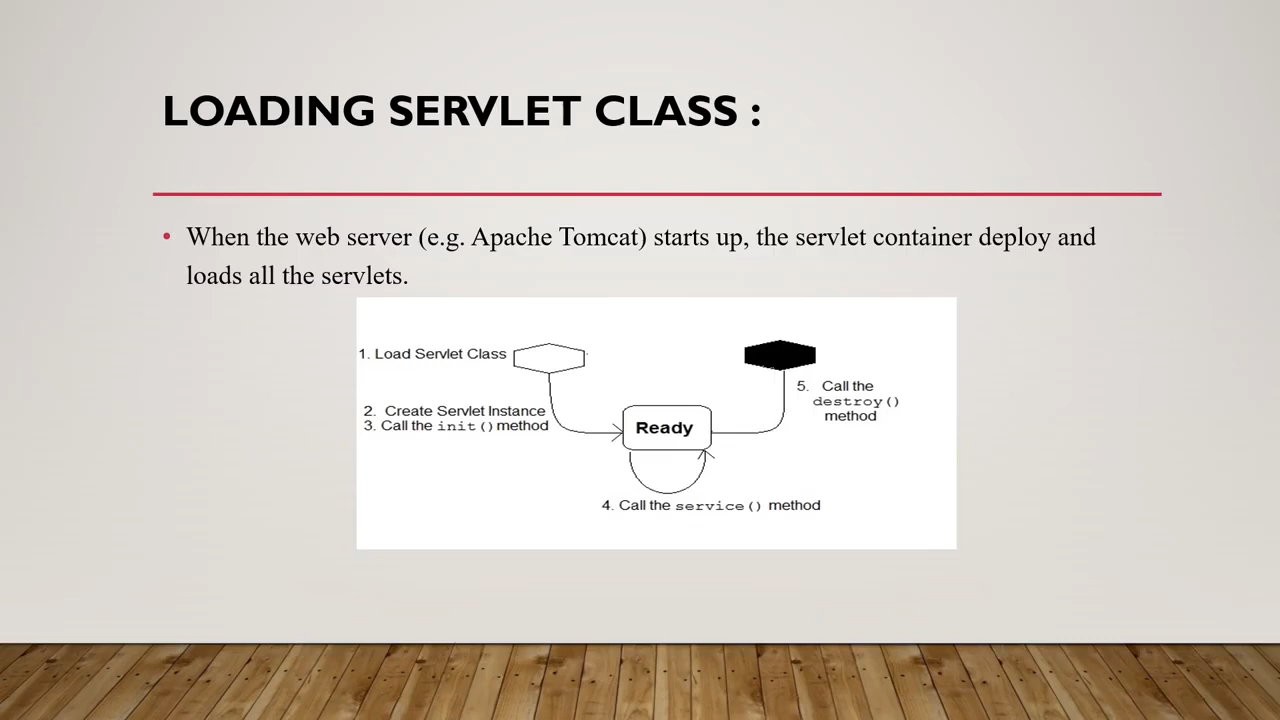 LOADING SERVLET CLASS :
• When the web server (e.g. Apache Tomcat) starts up, the servlet container deploy and
loads all the servlets.
1. Load Servlet Class
2. Create Servlet Instance
3. Call the init() method
Ready
4. Call the service() method
5. Call the
destroy()
method